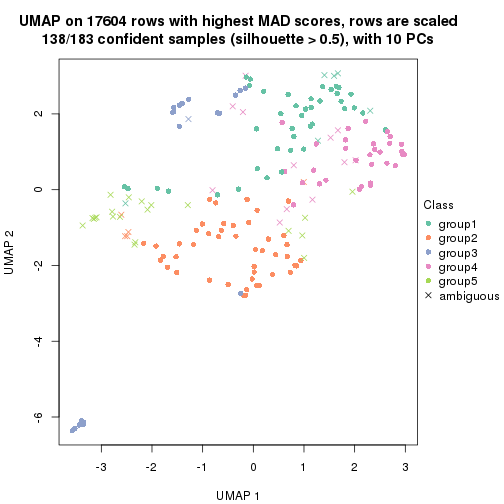 UMAP on 17604 rows with highest MAD scores, rows are scaled
138/183 confident samples (silhouette > 0.5), with 10 PCs
2
0
-2
-4
-6
UMAP 2
-3
-2
-1
0
1
2
3
UMAP 1
Class
group1
group2
group3
group4
group5
ambiguous